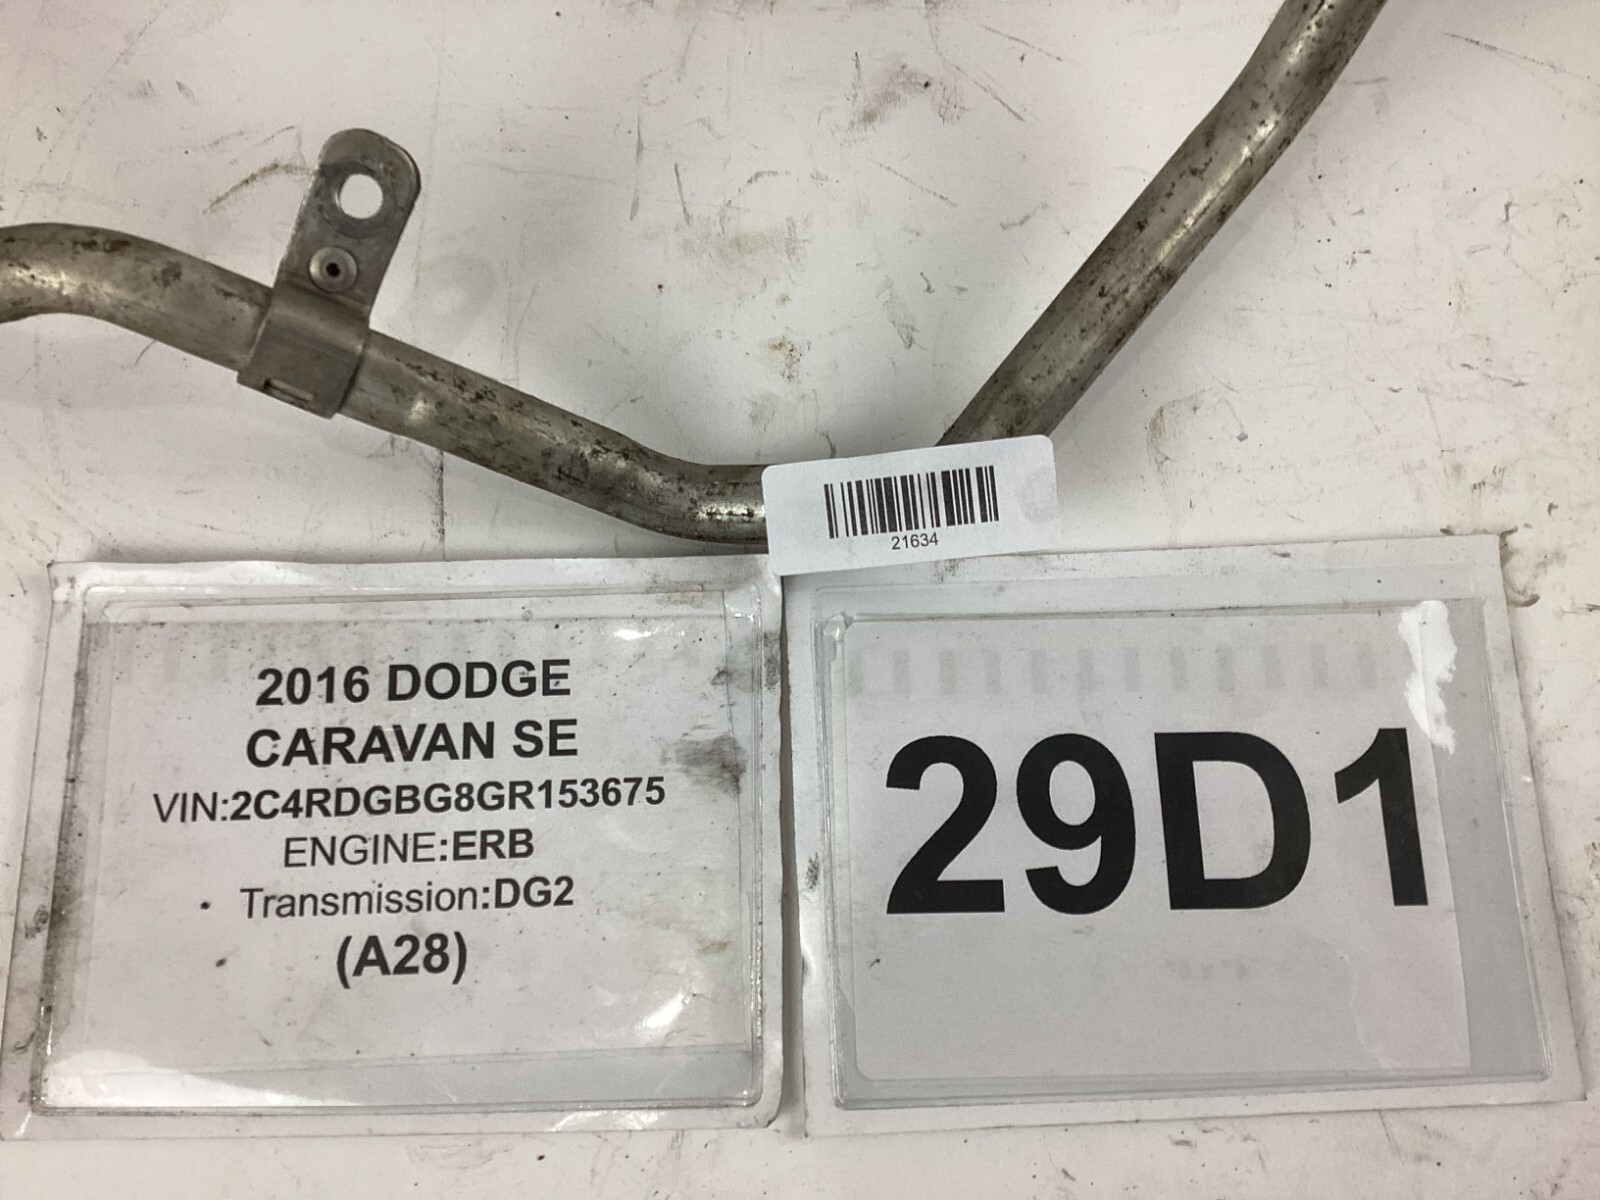 21634
2016 DODGE
CARAVAN SE
VIN:2C4RDGBG8GR153675
ENGINE:ERB
Transmission:DG2
(A28)
29D1